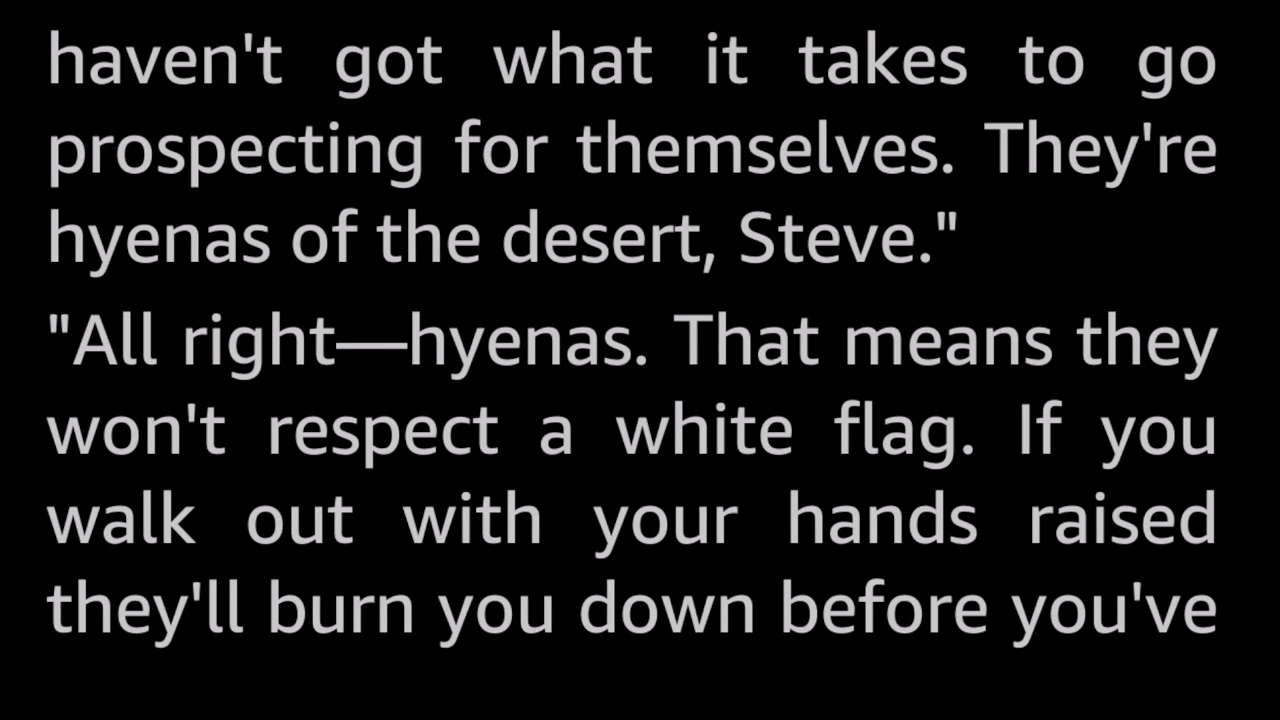 haven't got what it takes to go
prospecting for themselves. They're
hyenas of the desert, Steve."
"All right—hyenas. That means they
won't respect a white flag. If you
walk out with your hands raised
they'll burn you down before you've